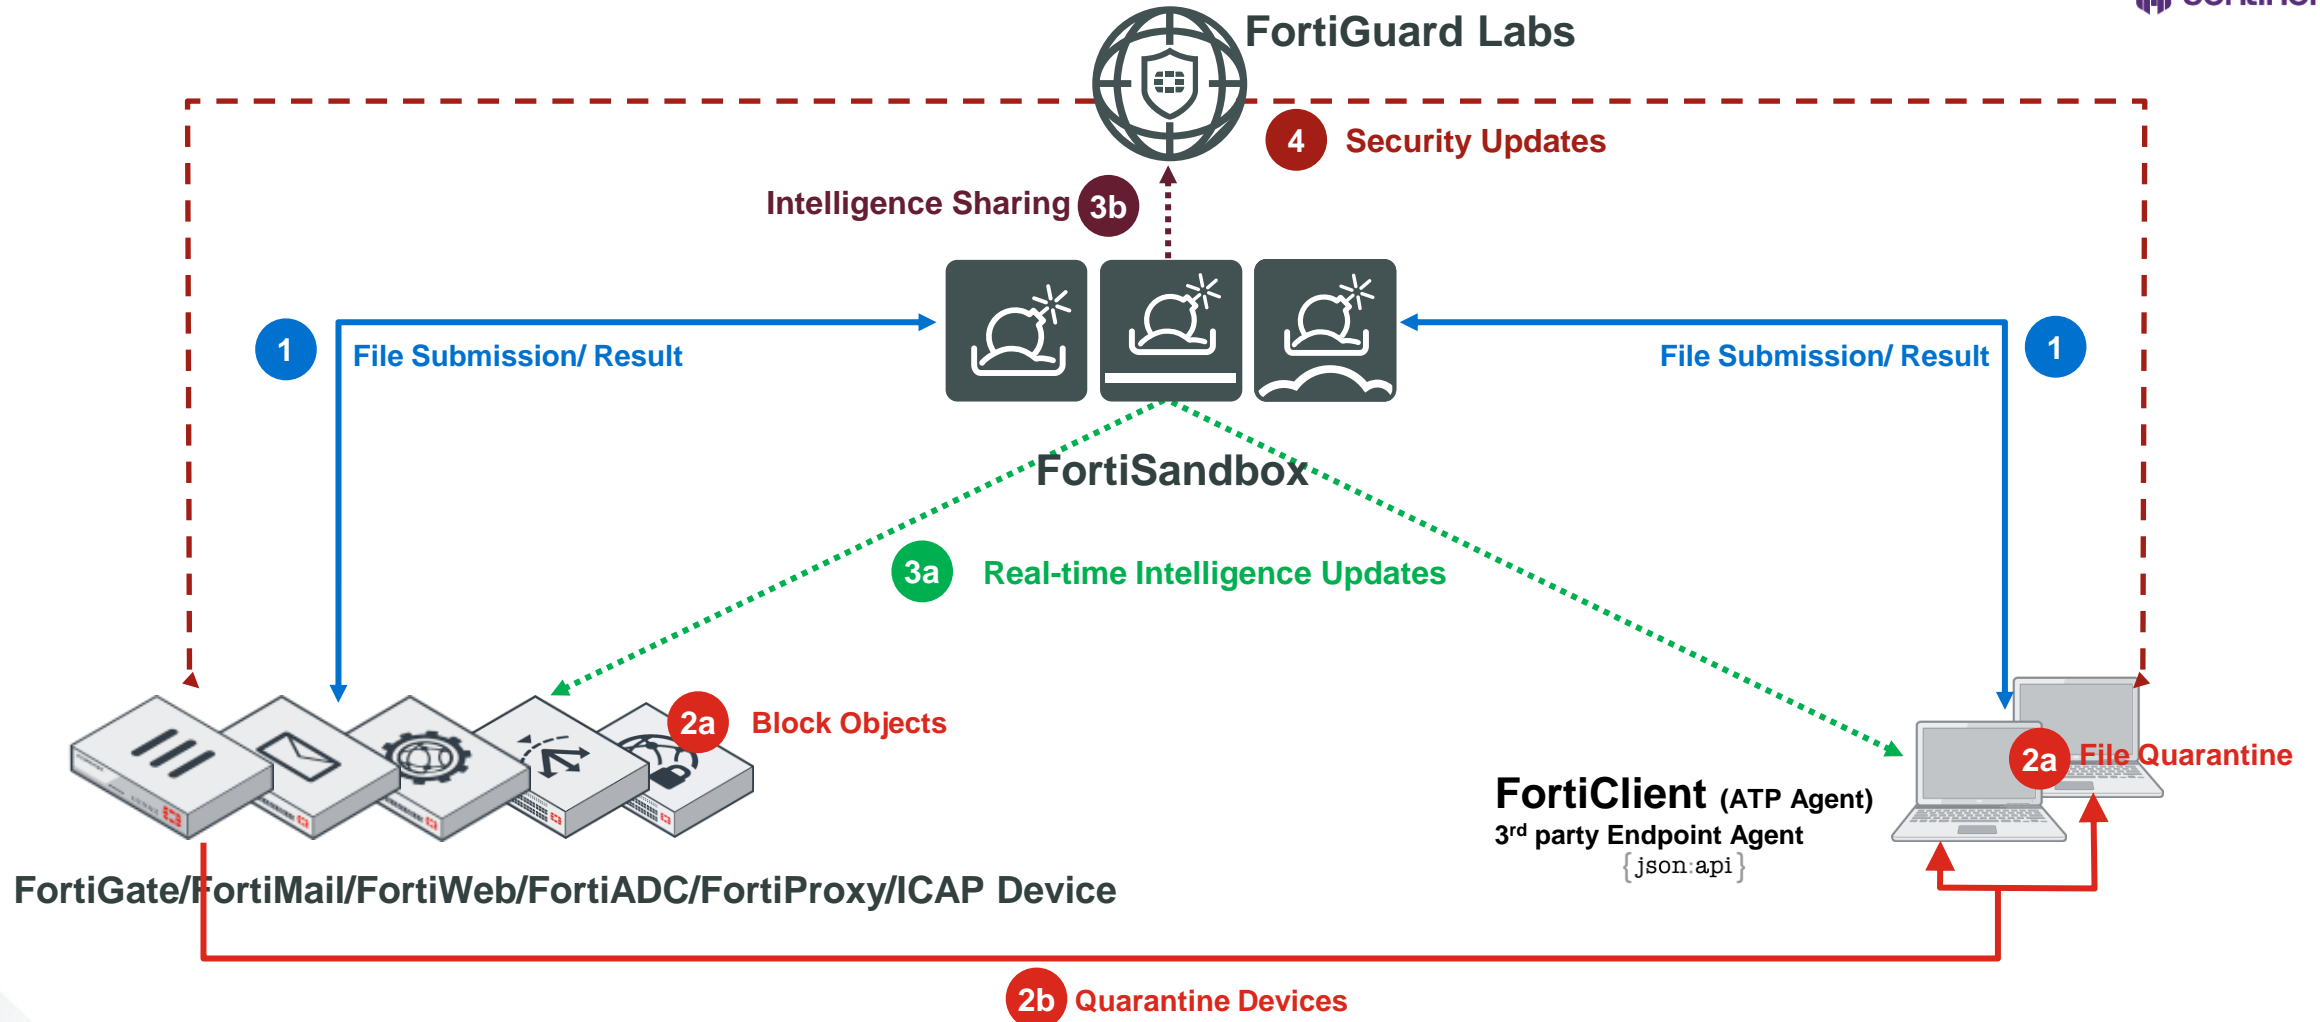 FortiGuard Labs
4 Security Updates
Intelligence Sharing 3b
1 File Submission/ Result
File Submission/ Result 1
FortiSandbox
3a Real-time Intelligence Updates
2a Block Objects
2a File Quarantine
FortiClient (ATP Agent)
3rd party Endpoint Agent
{json:api}
FortiGate/FortiMail/FortiWeb/FortiADC/FortiProxy/ICAP Device
2b Quarantine Devices